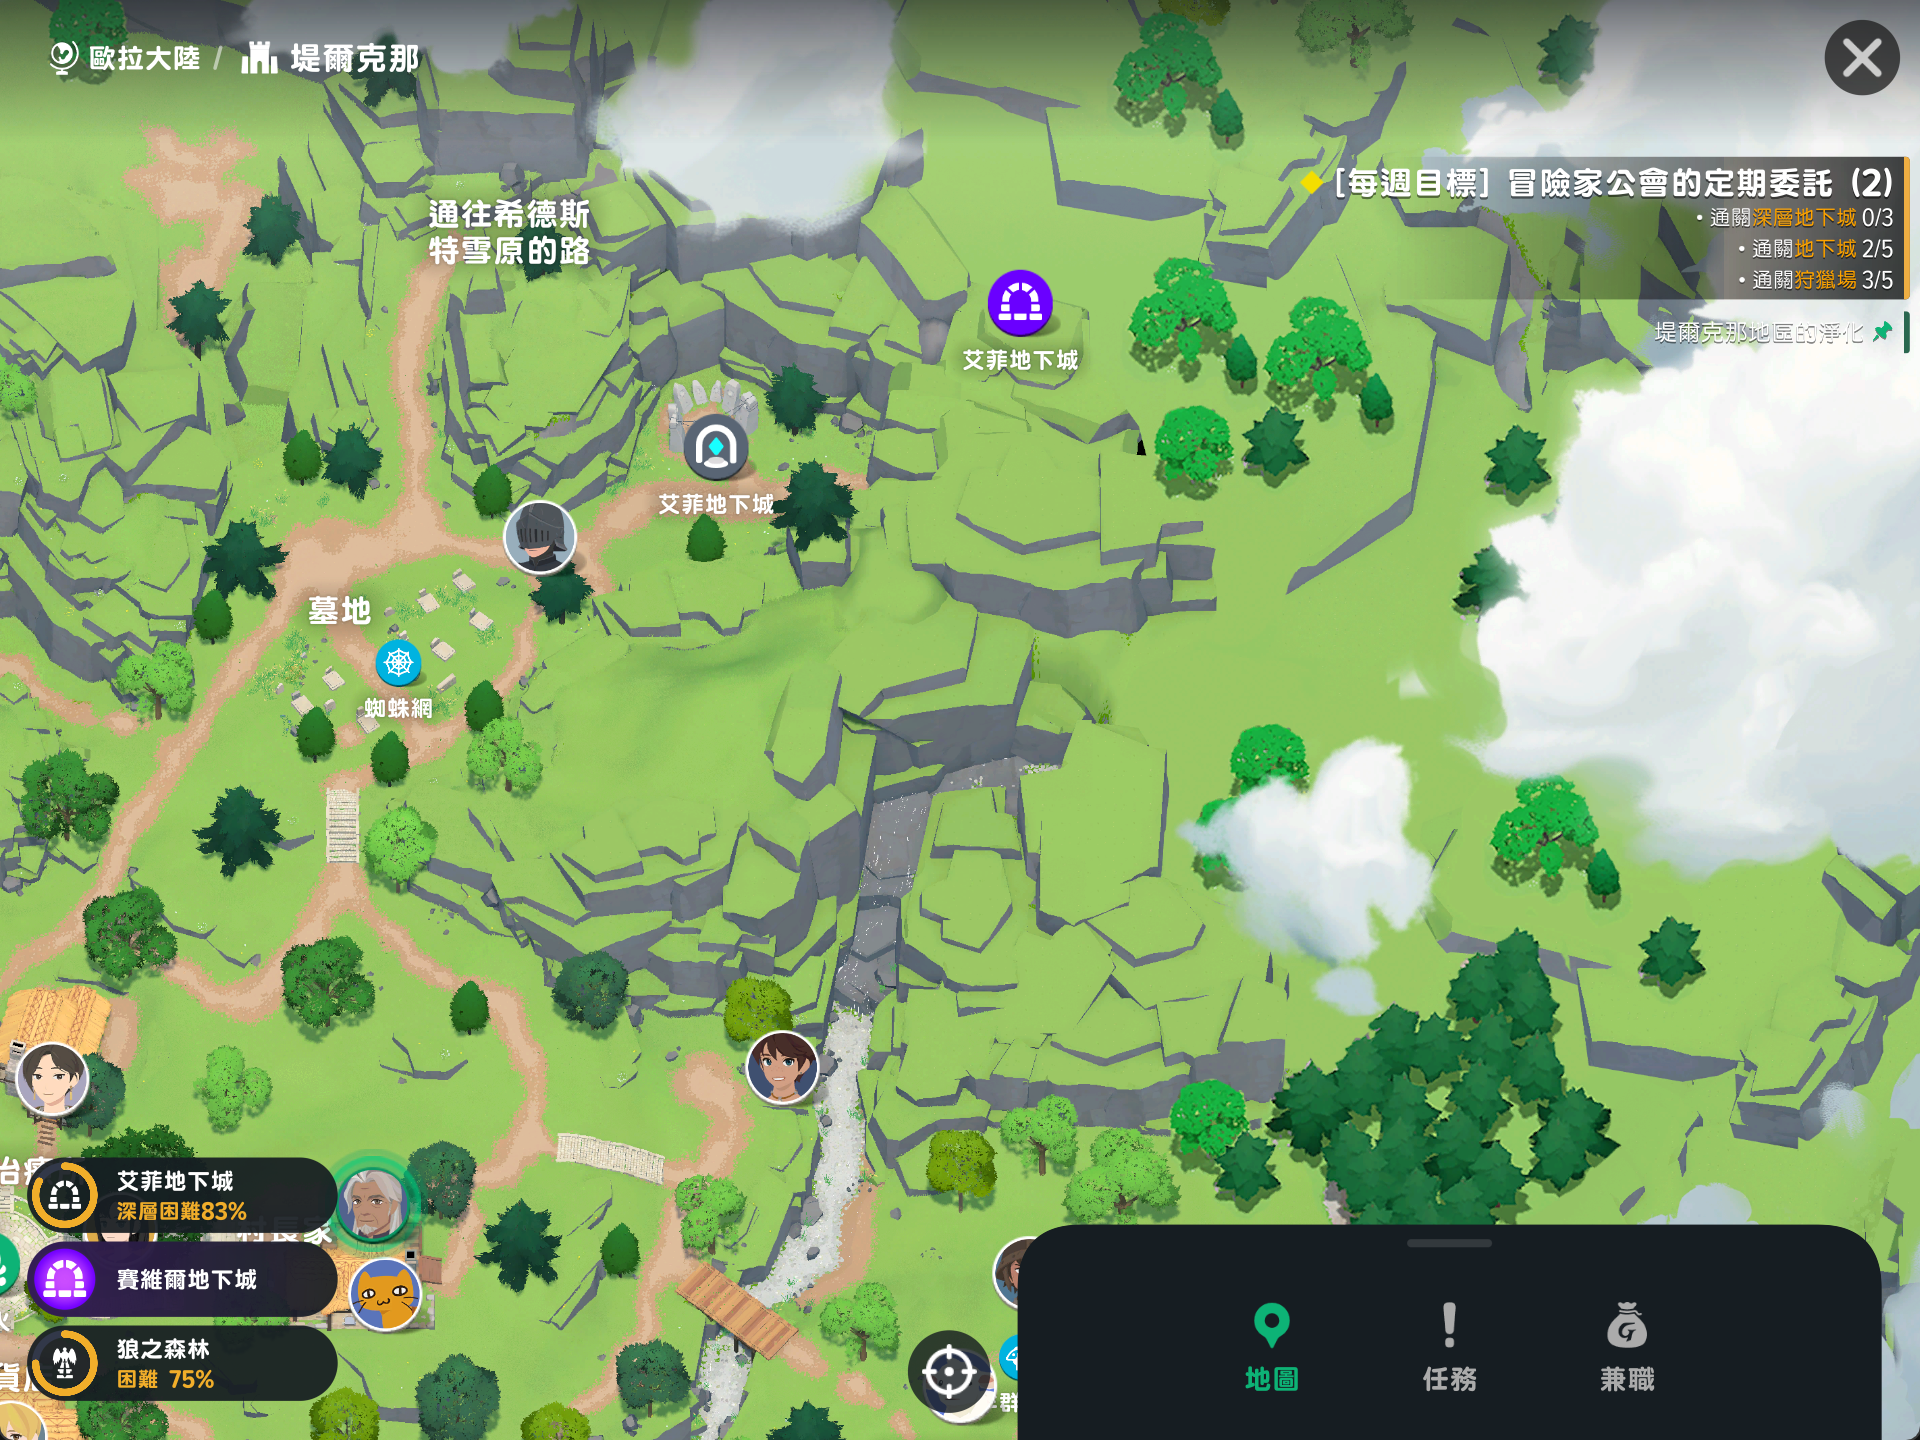 歐拉大陸 / 堤爾克那
[每週目標] 冒險家公會的定期委託 (2)
・通關深層地下城 0/3
・通關地下城 2/5
・通關狩獵場 3/5
堤爾克那地區的淨化
通往希德斯
特雪原的路
艾菲地下城
艾菲地下城
墓地
蜘蛛網
艾菲地下城
深層困難83%
村長家
賽維爾地下城
狼之森林
困難 75%
群
地圖
任務
兼職